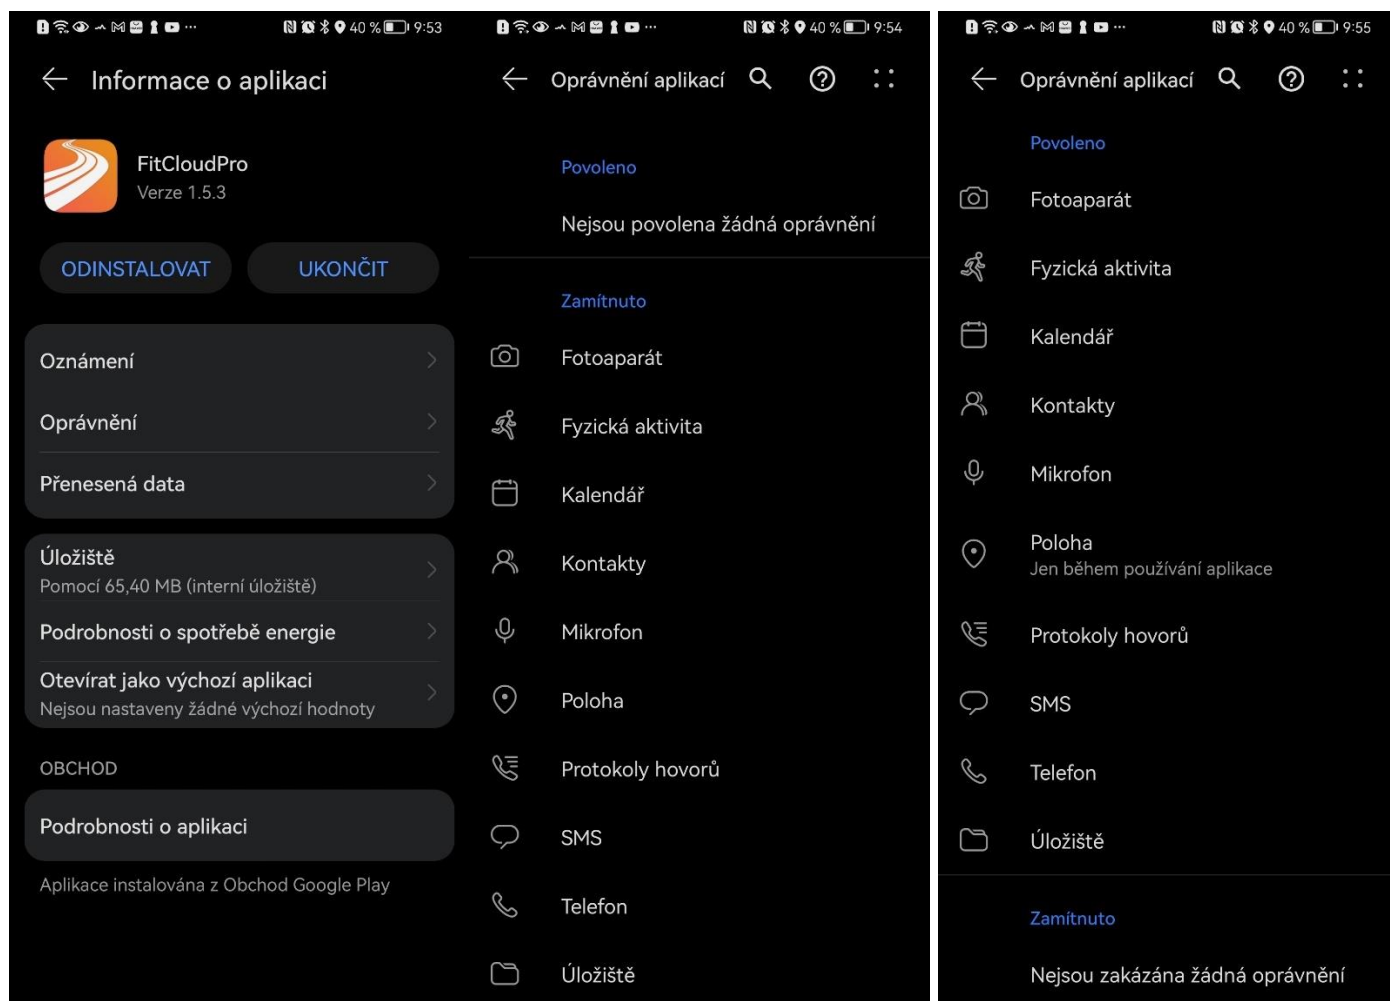 40 % 9:53
Informace o aplikaci
FitCloudPro
Verze 1.5.3
ODINSTALOVAT
UKONČIT
Oznámení
Oprávnění
Přenesená data
Úložiště
Pomocí 65,40 MB (interní úložiště)
Podrobnosti o spotřebě energie
Otevírat jako výchozí aplikaci
Nejsou nastaveny žádné výchozí hodnoty
OBCHOD
Podrobnosti o aplikaci
Aplikace instalována z Obchod Google Play
40 % 9:54
Oprávnění aplikací
Povoleno
Nejsou povolena žádná oprávnění
Zamítnuto
Fotoaparát
Fyzická aktivita
Kalendář
Kontakty
Mikrofon
Poloha
Protokoly hovorů
SMS
Telefon
Úložiště
40 % 9:55
Oprávnění aplikací
Povoleno
Fotoaparát
Fyzická aktivita
Kalendář
Kontakty
Mikrofon
Poloha
Jen během používání aplikace
Protokoly hovorů
SMS
Telefon
Úložiště
Zamítnuto
Nejsou zakázána žádná oprávnění